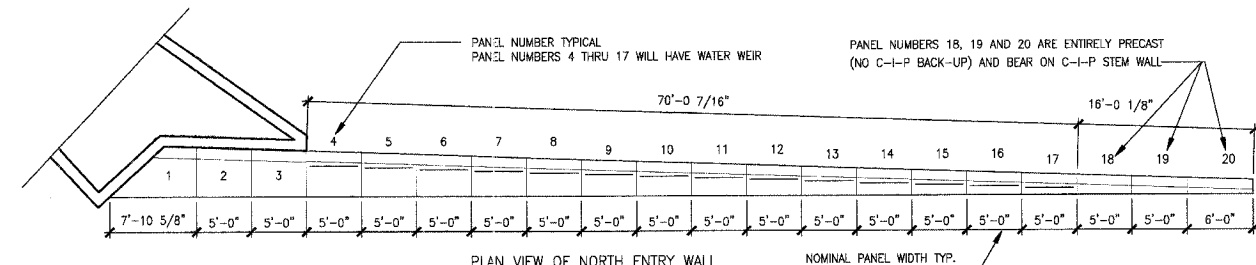 PANEL NUMBER TYPICAL
PANEL NUMBERS 4 THRU 17 WILL HAVE WATER WEIR
PANEL NUMBERS 18, 19 AND 20 ARE ENTIRELY PRECAST
(NO C-I-P BACK-UP) AND BEAR ON C-I-P STEM WALL
70'-0 7/16"
16'-0 1/8"
1 2 3 4 5 6 7 8 9 10 11 12 13 14 15 16 17 18 19 20
7'-10 5/8" 5'-0" 5'-0" 5'-0" 5'-0" 5'-0" 5'-0" 5'-0" 5'-0" 5'-0" 5'-0" 5'-0" 5'-0" 5'-0" 5'-0" 5'-0" 5'-0" 5'-0" 5'-0" 6'-0"
PLAN VIEW OF NORTH ENTRY WALL
NOMINAL PANEL WIDTH TYP.